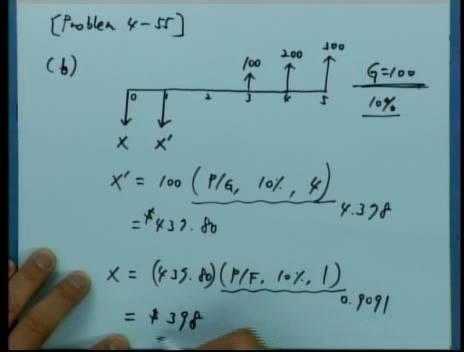 [Problem 4-55]
(b)
100 200 300
G=100
10%
0 1 2 3 4 5
X X'
X' = 100 (P/G, 10%, 4)
4.378
= $437.80
X = (437.80)(P/F, 10%, 1)
0.9091
= $398